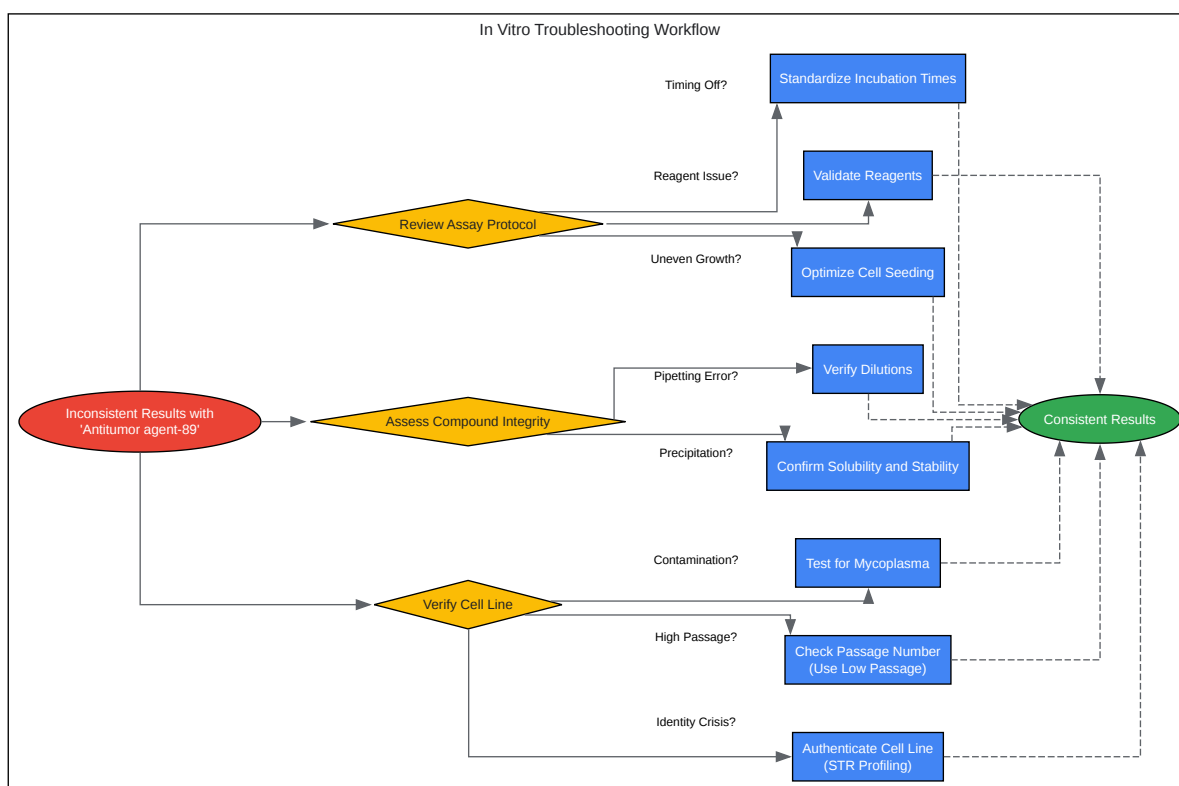 In Vitro Troubleshooting Workflow
Timing Off?
Standardize Incubation Times
Reagent Issue?
Validate Reagents
Review Assay Protocol
Uneven Growth?
Optimize Cell Seeding
Pipetting Error?
Verify Dilutions
Inconsistent Results with
'Antitumor agent-89'
Assess Compound Integrity
Consistent Results
Precipitation?
Confirm Solubility and Stability
Contamination?
Test for Mycoplasma
Verify Cell Line
High Passage?
Check Passage Number
(Use Low Passage)
Identity Crisis?
Authenticate Cell Line
(STR Profiling)